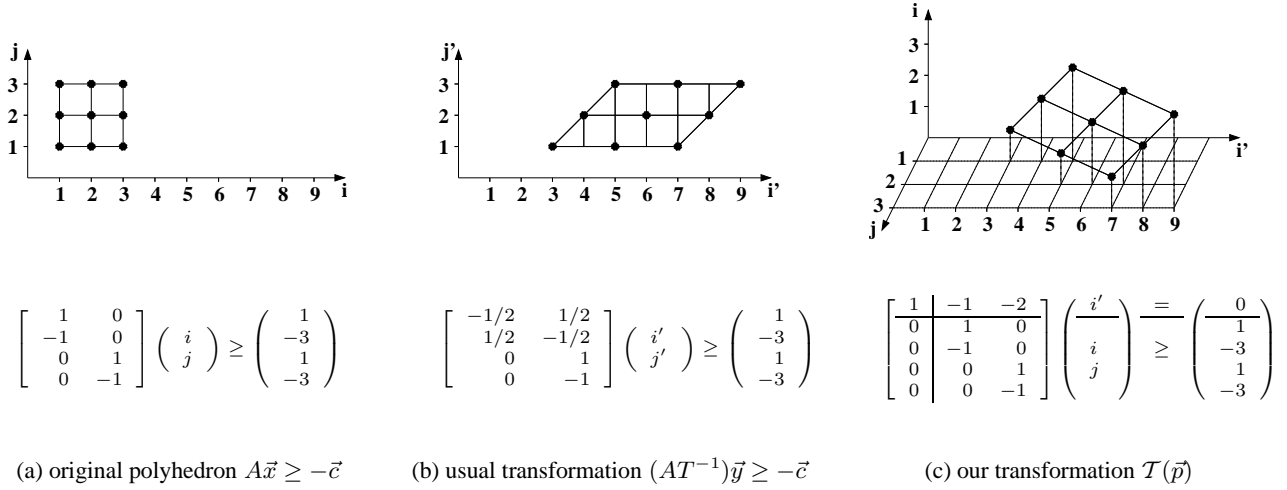 j
3
2
1
1 2 3 4 5 6 7 8 9
i
j'
3
2
1
1 2 3 4 5 6 7 8 9
i'
i
3
2
1
i'
1
2
3
j
1 2 3 4 5 6 7 8 9
[ 1 0 ; −1 0 ; 0 1 ; 0 −1 ] ( i ; j ) ≥ ( 1 ; −3 ; 1 ; −3 )
[ −1/2 1/2 ; 1/2 −1/2 ; 0 1 ; 0 −1 ] ( i′ ; j′ ) ≥ ( 1 ; −3 ; 1 ; −3 )
[ 1 | −1 −2 ; 0 | 1 0 ; 0 | −1 0 ; 0 | 0 1 ; 0 | 0 −1 ] ( i′ ; i ; j ) = ≥ ( 0 ; 1 ; −3 ; 1 ; −3 )
(a) original polyhedron Ax⃗ ≥ −c⃗
(b) usual transformation (AT⁻¹)y⃗ ≥ −c⃗
(c) our transformation 𝒯(p⃗)